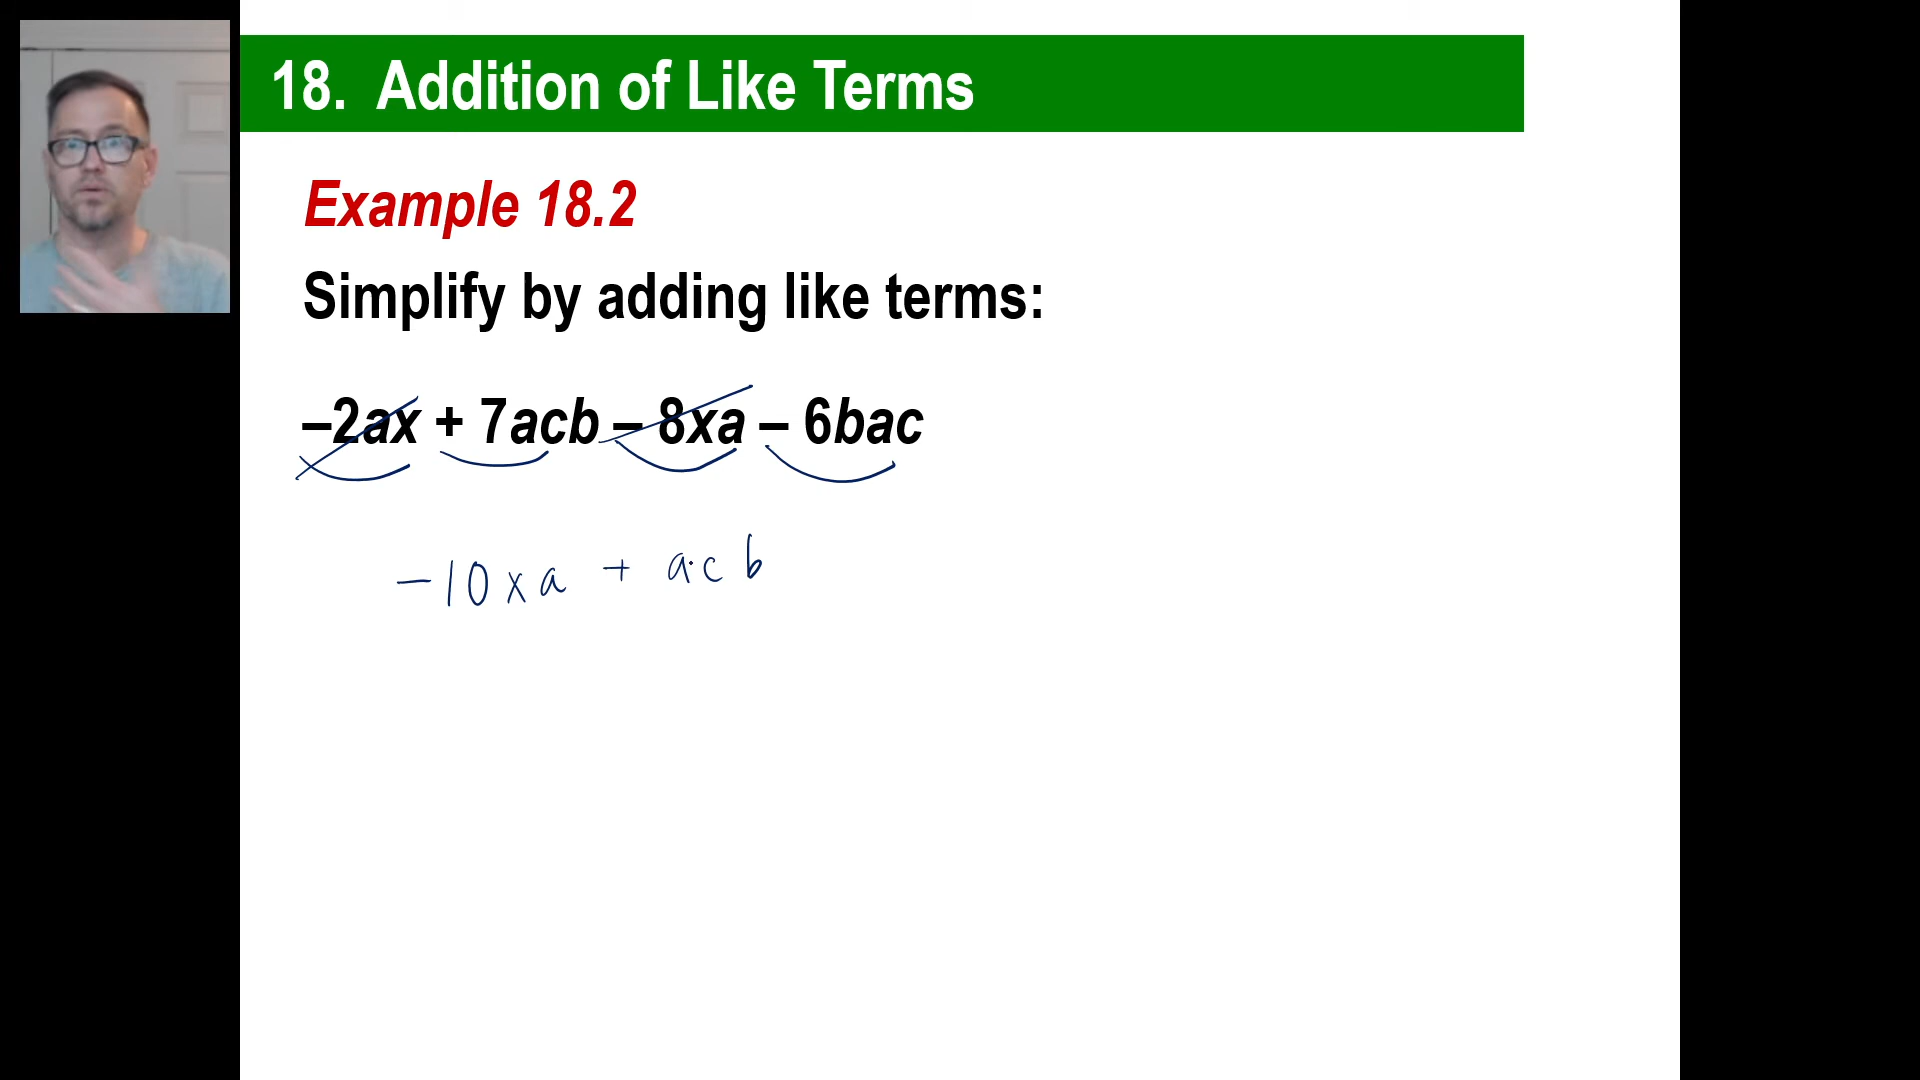 18. Addition of Like Terms
Example 18.2
Simplify by adding like terms:
–2ax + 7acb – 8xa – 6bac
-10xa + acb